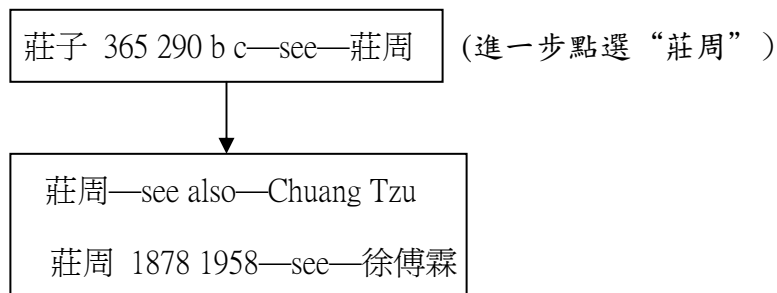 莊子 365 290 b c—see—莊周 (進一步點選“莊周”)
莊周—see also—Chuang Tzu
莊周 1878 1958—see—徐傅霖